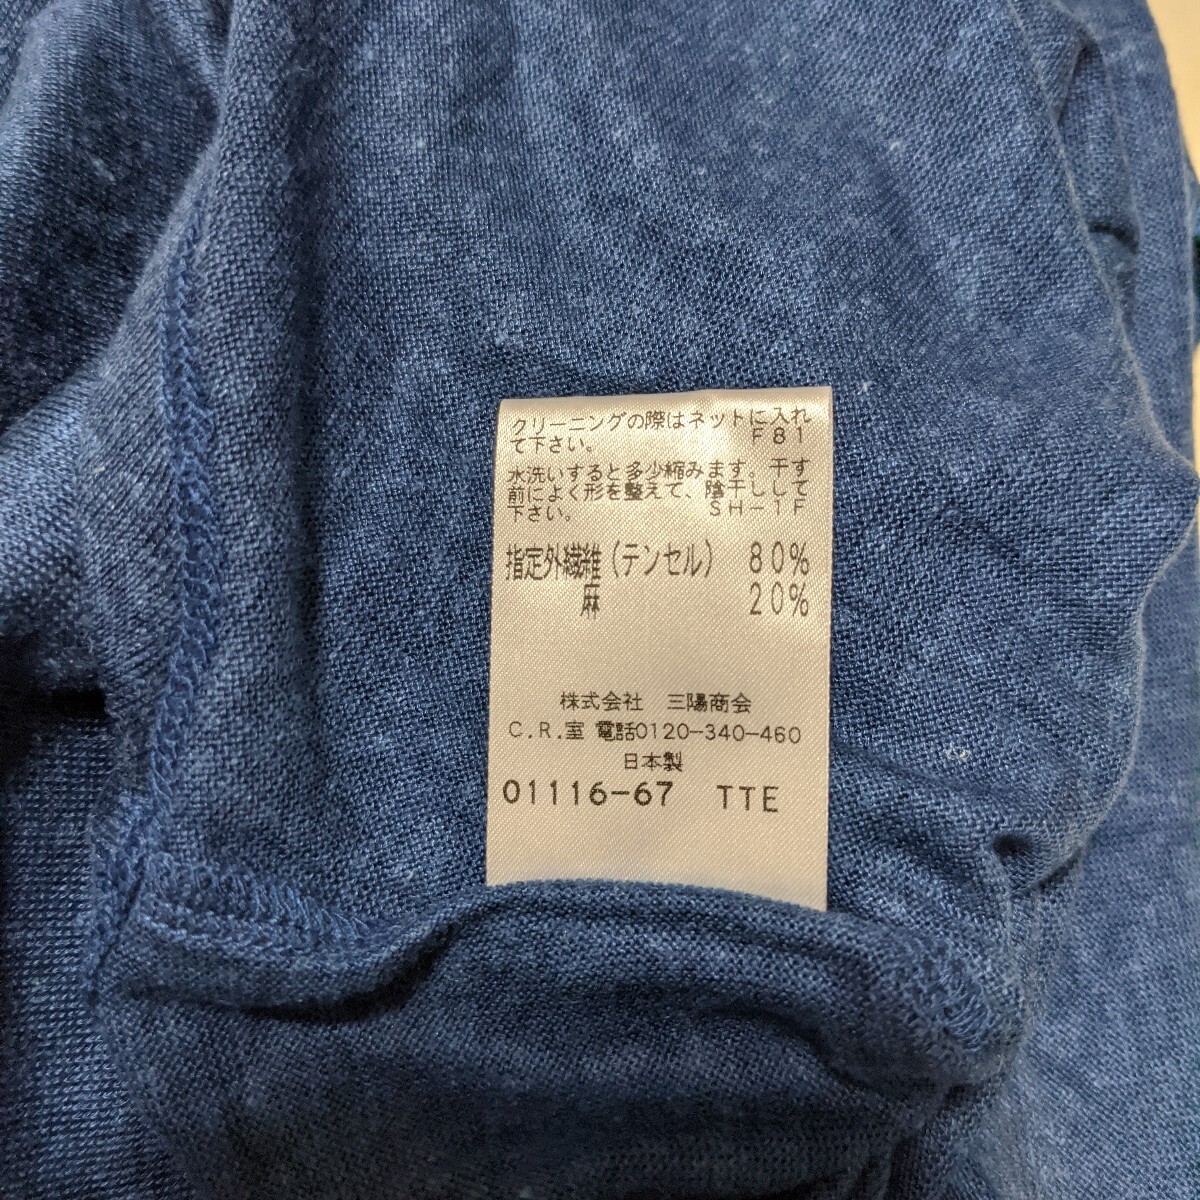 クリーニングの際はネットに入れ
て下さい。 F81
水洗いすると多少縮みます。干す
前によく形を整えて、陰干しして
下さい。 SH-1F
指定外繊維(テンセル) 80%
麻 20%
株式会社 三陽商会
C.R.室 電話0120-340-460
日本製
01116-67 TTE